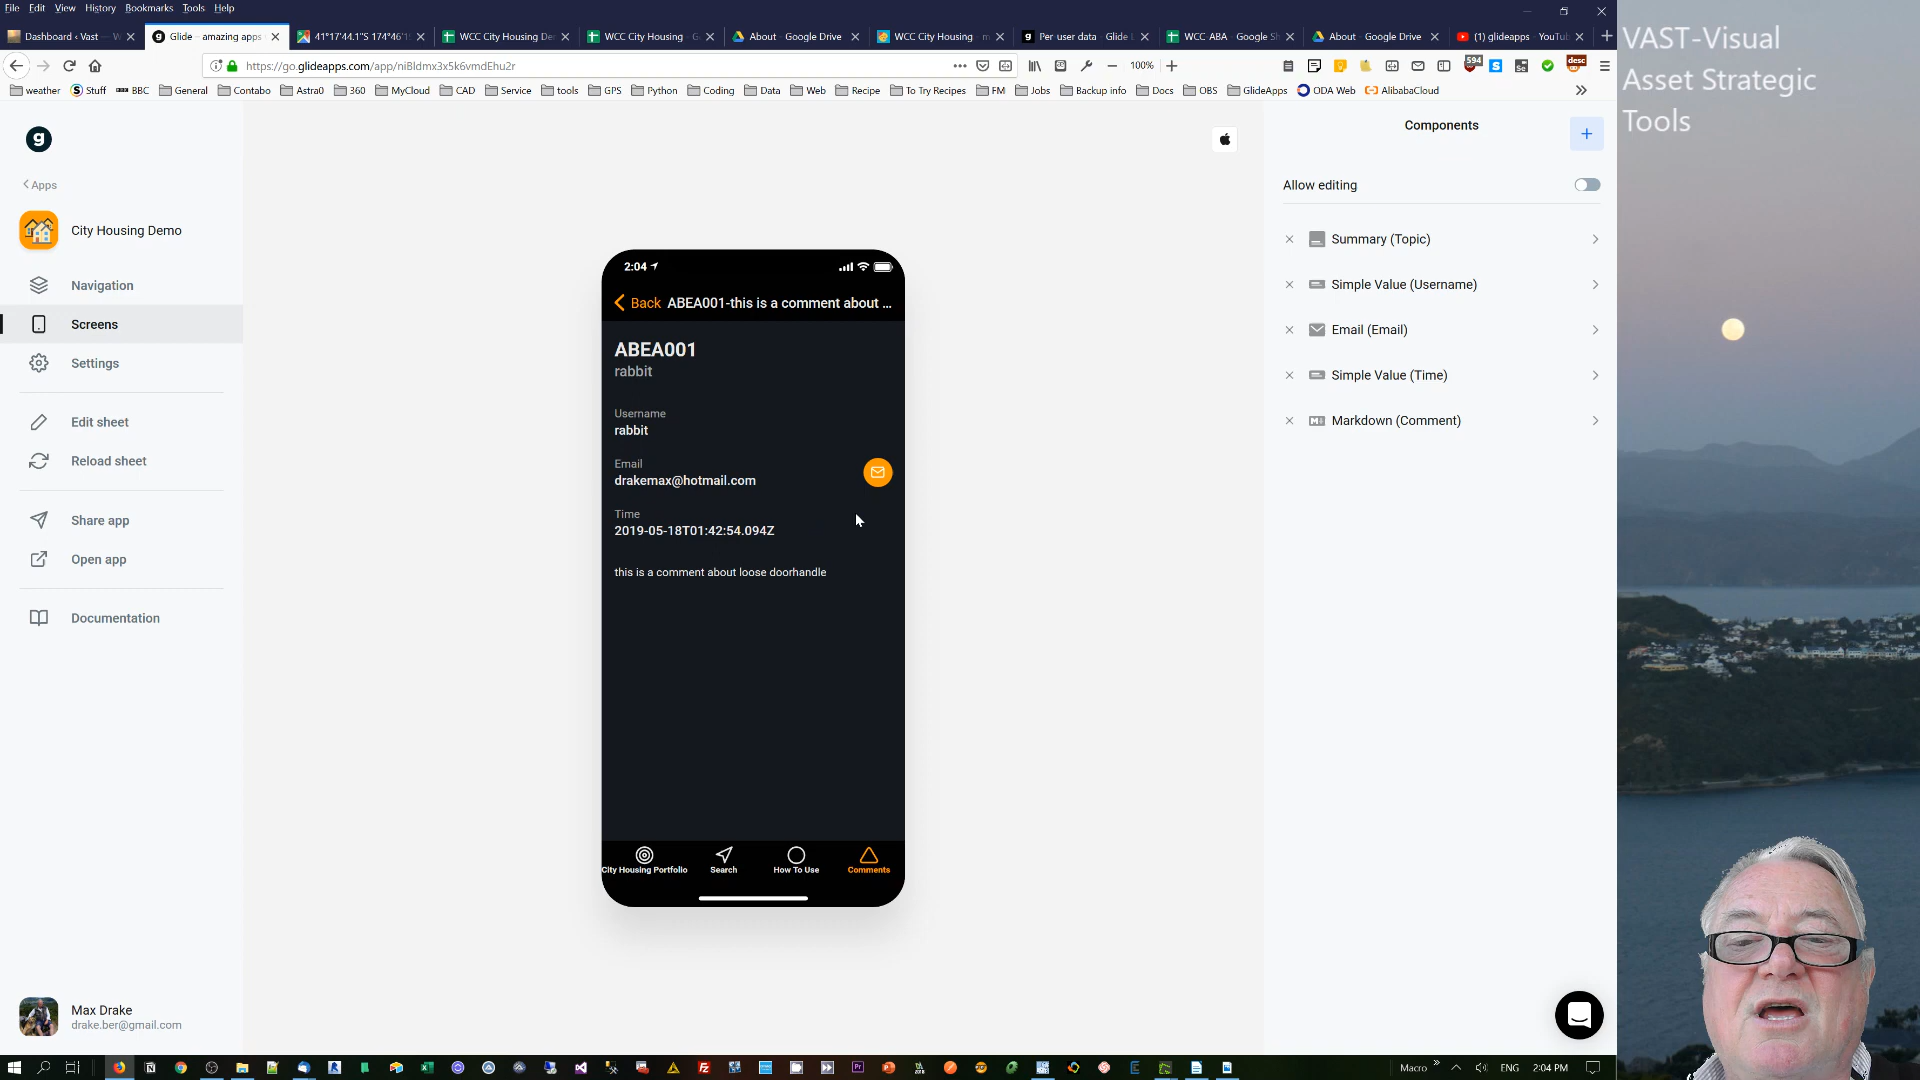 File Edit View History Bookmarks Tools Help
Dashboard ‹ Vast
Glide – amazing apps
41°17'44.1"S 174°46'1
WCC City Housing De
WCC City Housing - G
About - Google Drive
WCC City Housing - m
Per user data - Glide
WCC-ABA - Google Sh
About - Google Drive
(1) glideapps - YouTub
https://go.glideapps.com/app/niBldmx3x5k6vmdEhu2r
100%
594
desc
weather Stuff BBC General Contabo Astra0 360 MyCloud CAD Service tools GPS Python Coding Data Web Recipe To Try Recipes FM Jobs Backup info Docs OBS GlideApps ODA Web AlibabaCloud
VAST-Visual
Asset Strategic
Tools
g
Apps
City Housing Demo
Navigation
Screens
Settings
Edit sheet
Reload sheet
Share app
Open app
Documentation
Max Drake
drake.ber@gmail.com
2:04
Back ABEA001-this is a comment about ...
ABEA001
rabbit
Username
rabbit
Email
drakemax@hotmail.com
Time
2019-05-18T01:42:54.094Z
this is a comment about loose doorhandle
City Housing Portfolio
Search
How To Use
Comments
Components
Allow editing
Summary (Topic)
Simple Value (Username)
Email (Email)
Simple Value (Time)
Markdown (Comment)
Macro
ENG
2:04 PM